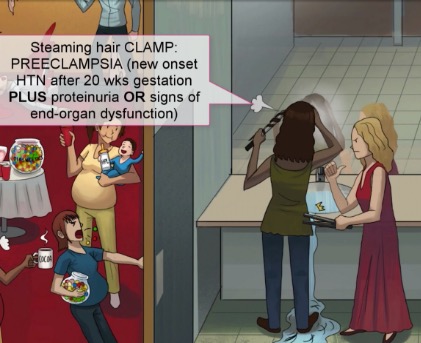 Steaming hair CLAMP:
PREECLAMPSIA (new onset
HTN after 20 wks gestation
PLUS proteinuria OR signs of
end-organ dysfunction)
COCOA